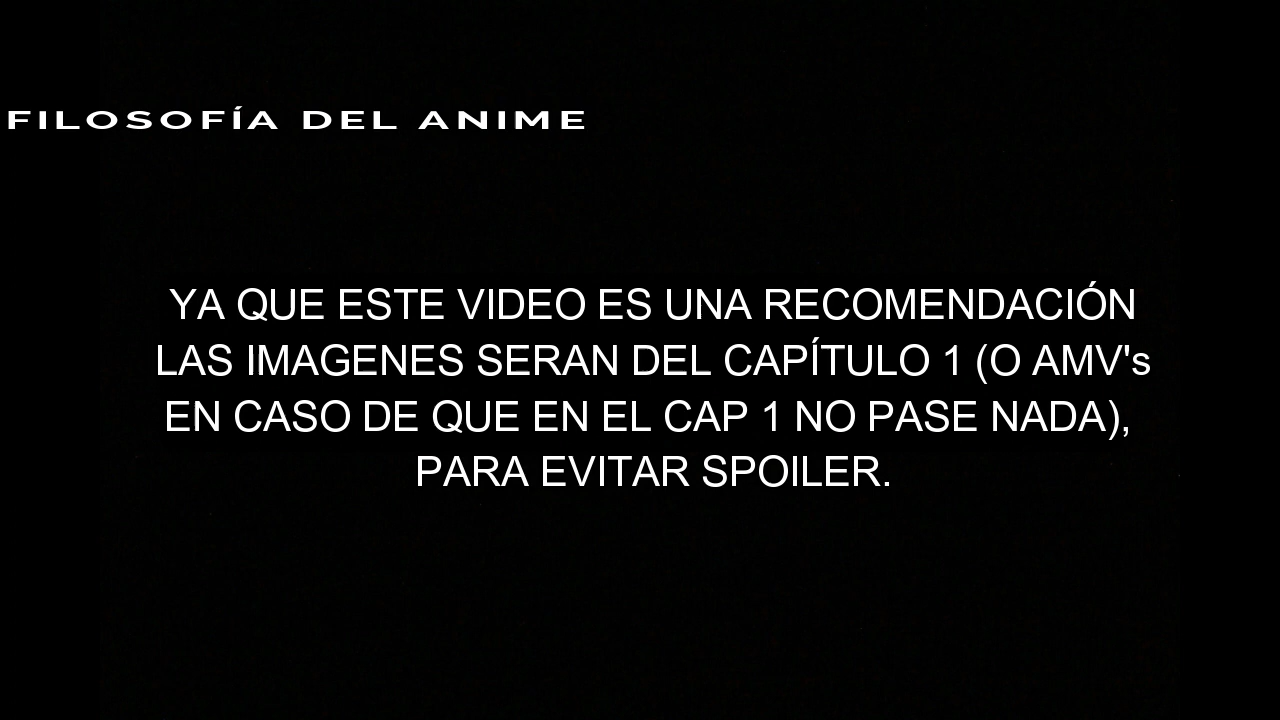 FILOSOFÍA DEL ANIME
YA QUE ESTE VIDEO ES UNA RECOMENDACIÓN
LAS IMAGENES SERAN DEL CAPÍTULO 1 (O AMV's
EN CASO DE QUE EN EL CAP 1 NO PASE NADA),
PARA EVITAR SPOILER.